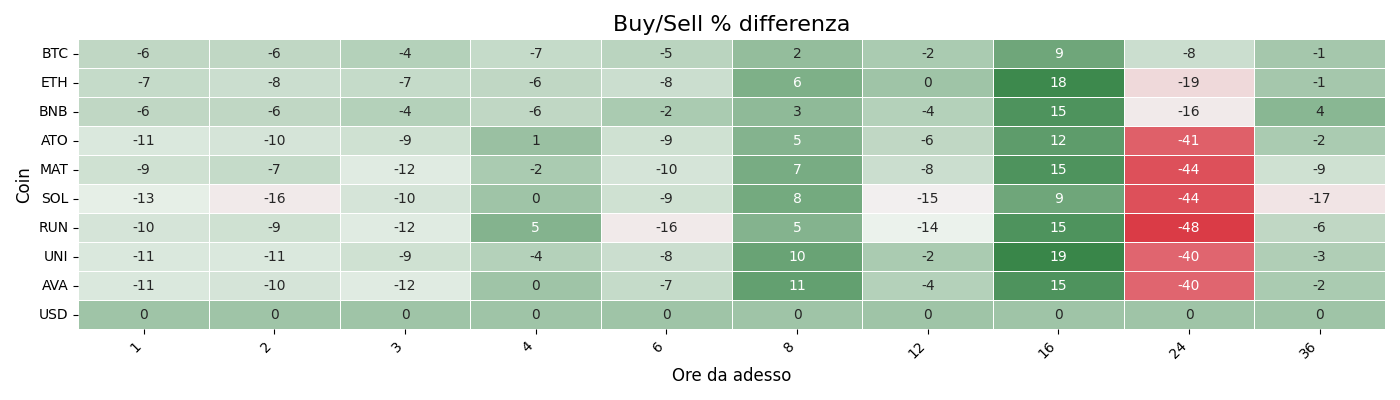 Buy/Sell % differenza
BTC -6 -6 -4 -7 -5 2 -2 9 -8 -1
ETH -7 -8 -7 -6 -8 6 0 18 -19 -1
BNB -6 -6 -4 -6 -2 3 -4 15 -16 4
ATO -11 -10 -9 1 -9 5 -6 12 -41 -2
MAT -9 -7 -12 -2 -10 7 -8 15 -44 -9
SOL -13 -16 -10 0 -9 8 -15 9 -44 -17
RUN -10 -9 -12 5 -16 5 -14 15 -48 -6
UNI -11 -11 -9 -4 -8 10 -2 19 -40 -3
AVA -11 -10 -12 0 -7 11 -4 15 -40 -2
USD 0 0 0 0 0 0 0 0 0 0
Coin
1 2 3 4 6 8 12 16 24 36
Ore da adesso